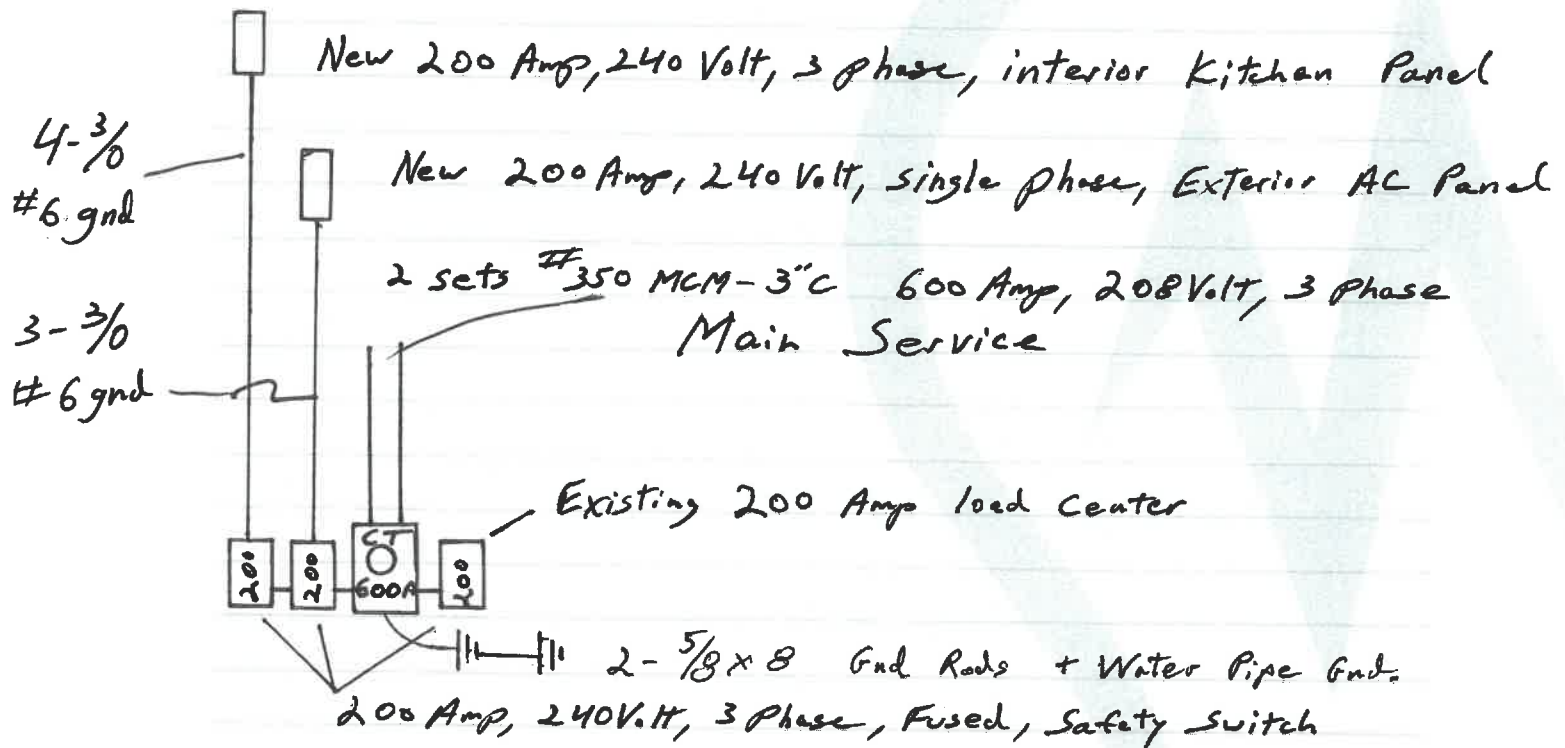 New 200 Amp, 240 Volt, 3 phase, interior Kitchen Panel
4-3/0
#6 gnd
New 200 Amp, 240 Volt, single phase, Exterior AC Panel
2 sets #350 MCM-3"C 600 Amp, 208 Volt, 3 phase
Main Service
3-3/0
#6 gnd
Existing 200 Amp load center
200
200
CT
600A
200
2-5/8x8 Gnd Rods + Water Pipe Gnd.
200 Amp, 240 Volt, 3 Phase, Fused, Safety Switch